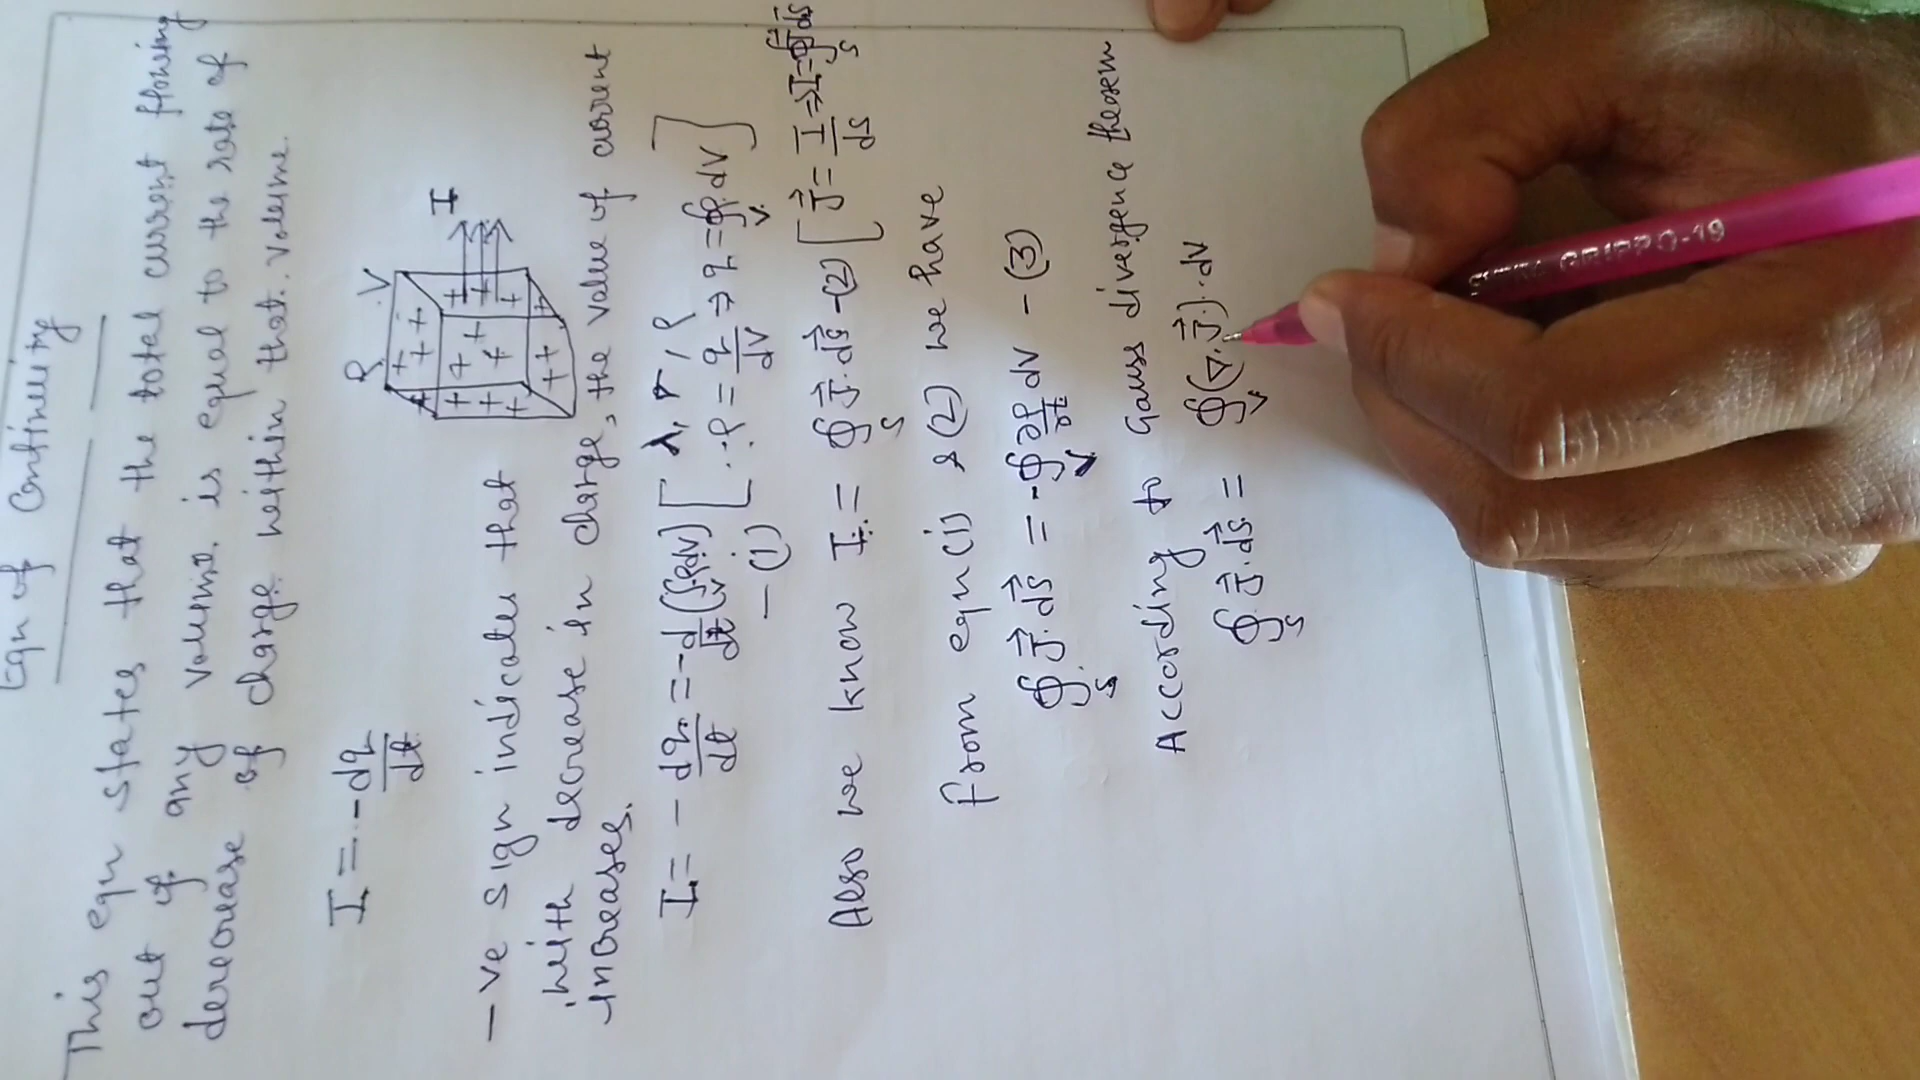 Eqn of Continuity
This eqn states that the total current flowing
out of any volume. is equal to the rate of
decrease of charge within that. volume.
I = - dq/dt
ρ V
I
-ve sign indicates that
with decrease in charge, the value of current
increases.
λ, σ, ρ
I = - dq/dt = - d/dt (∫ᵥ ρdV) [∵ ρ = q/dV ⇒ q = ∮ᵥ ρ. dV]
- (1)
Also we know I = ∮ₛ J⃗. ds⃗ - (2) [J⃗ = I/ds ⇒ I = ∮ₛ J⃗ ds⃗
from eqn (1) & (2) we have
∮ₛ J⃗. ds⃗ = - ∮ᵥ ∂ρ/∂t dV - (3)
According to Gauss divergence theorem
∮ₛ J⃗. ds⃗ = ∮ᵥ (∇. J⃗). dV
GRIPPO-19